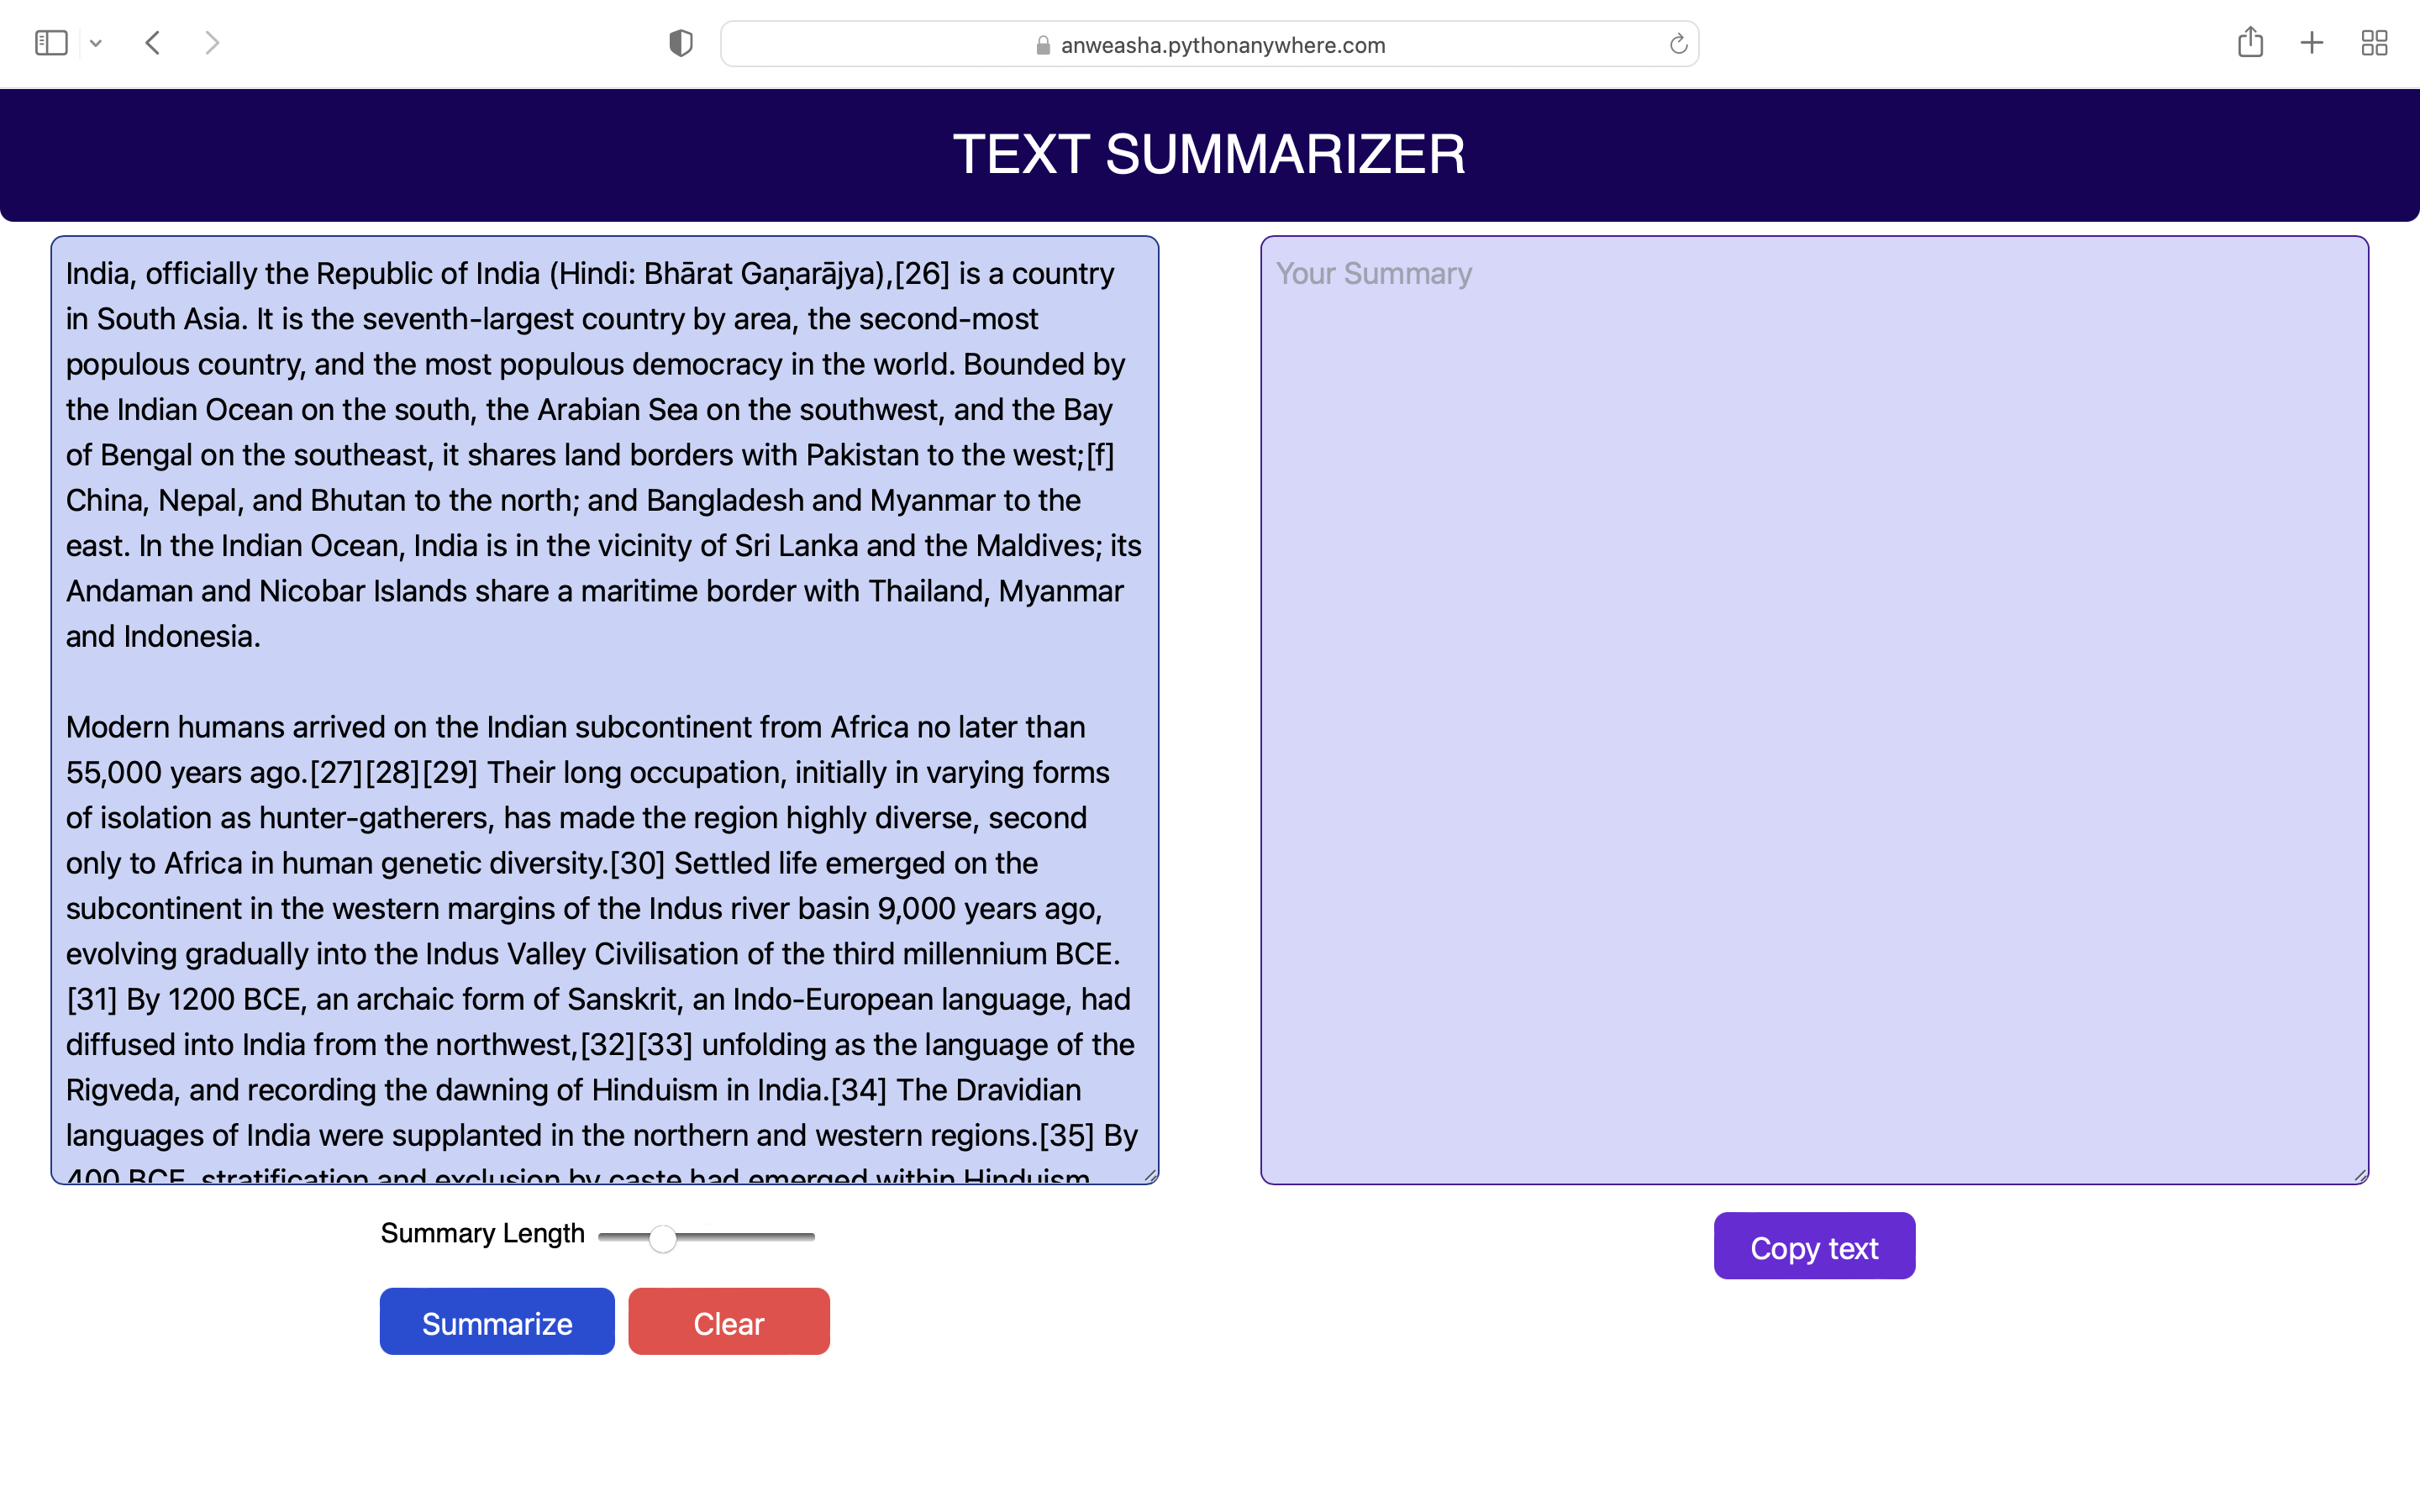 anweasha.pythonanywhere.com
TEXT SUMMARIZER
India, officially the Republic of India (Hindi: Bhārat Gaṇarājya),[26] is a country
in South Asia. It is the seventh-largest country by area, the second-most
populous country, and the most populous democracy in the world. Bounded by
the Indian Ocean on the south, the Arabian Sea on the southwest, and the Bay
of Bengal on the southeast, it shares land borders with Pakistan to the west;[f]
China, Nepal, and Bhutan to the north; and Bangladesh and Myanmar to the
east. In the Indian Ocean, India is in the vicinity of Sri Lanka and the Maldives; its
Andaman and Nicobar Islands share a maritime border with Thailand, Myanmar
and Indonesia.
Modern humans arrived on the Indian subcontinent from Africa no later than
55,000 years ago.[27][28][29] Their long occupation, initially in varying forms
of isolation as hunter-gatherers, has made the region highly diverse, second
only to Africa in human genetic diversity.[30] Settled life emerged on the
subcontinent in the western margins of the Indus river basin 9,000 years ago,
evolving gradually into the Indus Valley Civilisation of the third millennium BCE.
[31] By 1200 BCE, an archaic form of Sanskrit, an Indo-European language, had
diffused into India from the northwest,[32][33] unfolding as the language of the
Rigveda, and recording the dawning of Hinduism in India.[34] The Dravidian
languages of India were supplanted in the northern and western regions.[35] By
400 BCE, stratification and exclusion by caste had emerged within Hinduism,
Your Summary
Summary Length
Summarize
Clear
Copy text